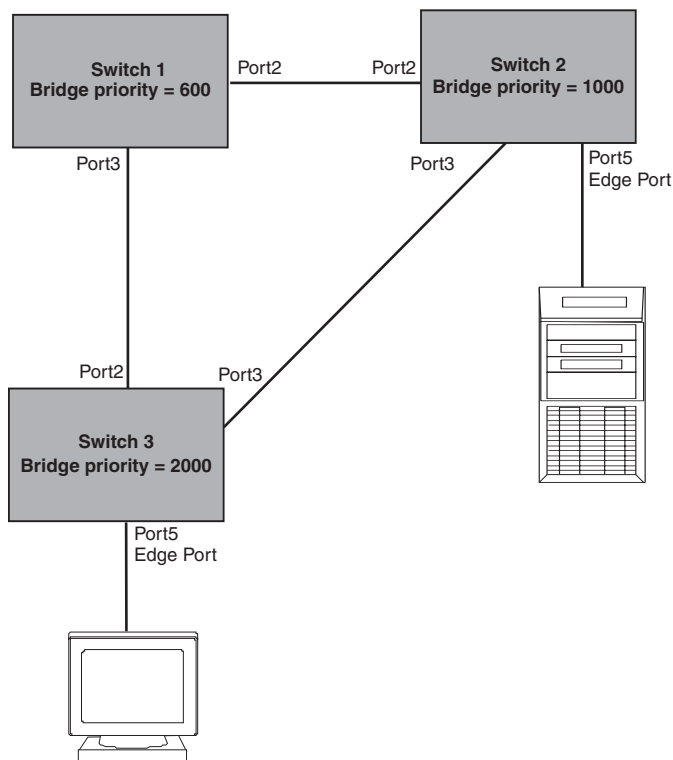 Switch 1
Bridge priority = 600
Port2
Port2
Switch 2
Bridge priority = 1000
Port3
Port3
Port5
Edge Port
Port2
Port3
Switch 3
Bridge priority = 2000
Port5
Edge Port